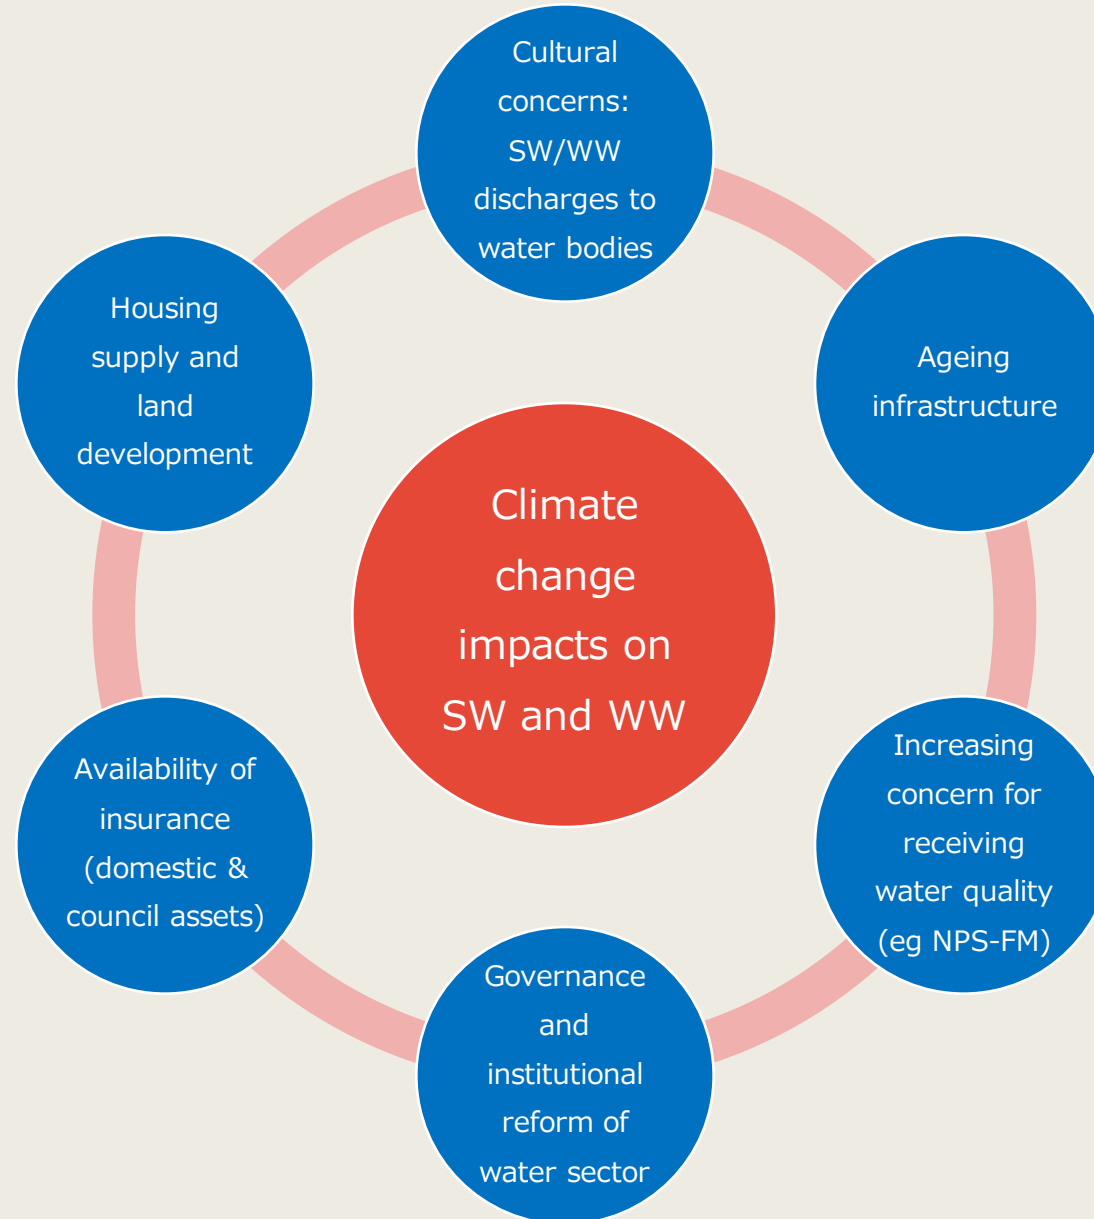 Cultural
concerns:
SW/WW
discharges to
water bodies
Housing
supply and
land
development
Ageing
infrastructure
Climate
change
impacts on
SW and WW
Availability of
insurance
(domestic &
council assets)
Increasing
concern for
receiving
water quality
(eg NPS-FM)
Governance
and
institutional
reform of
water sector